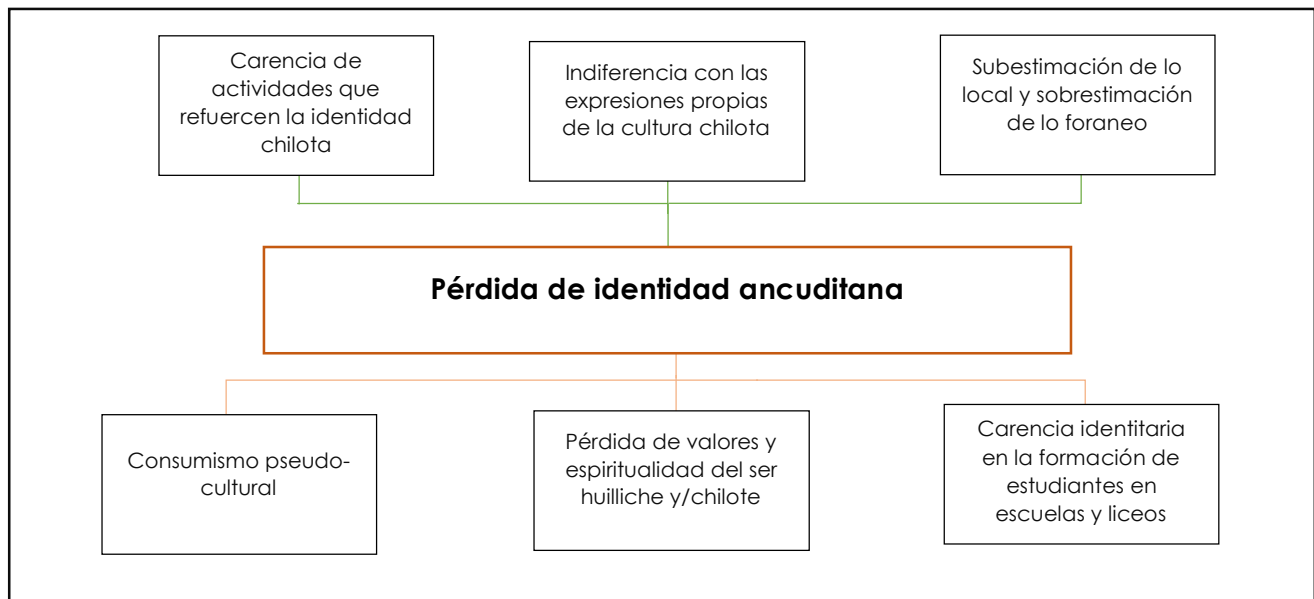 Carencia de
actividades que
refuercen la identidad
chilota
Indiferencia con las
expresiones propias
de la cultura chilota
Subestimación de lo
local y sobrestimación
de lo foraneo
Pérdida de identidad ancuditana
Consumismo pseudo-
cultural
Pérdida de valores y
espiritualidad del ser
huilliche y/chilote
Carencia identitaria
en la formación de
estudiantes en
escuelas y liceos